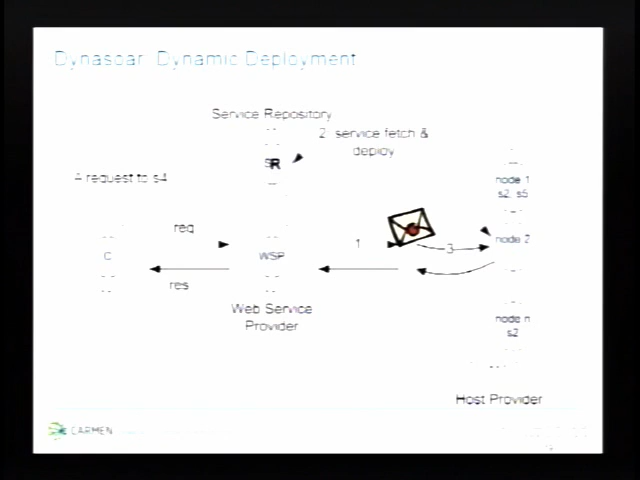 Dynasoar: Dynamic Deployment
Service Repository
2: service fetch &
deploy
SR
A request to s4
node 1
s2, s5
req
1
3
node 2
C
WSP
res
Web Service
Provider
node n
s2
Host Provider
CARMEN